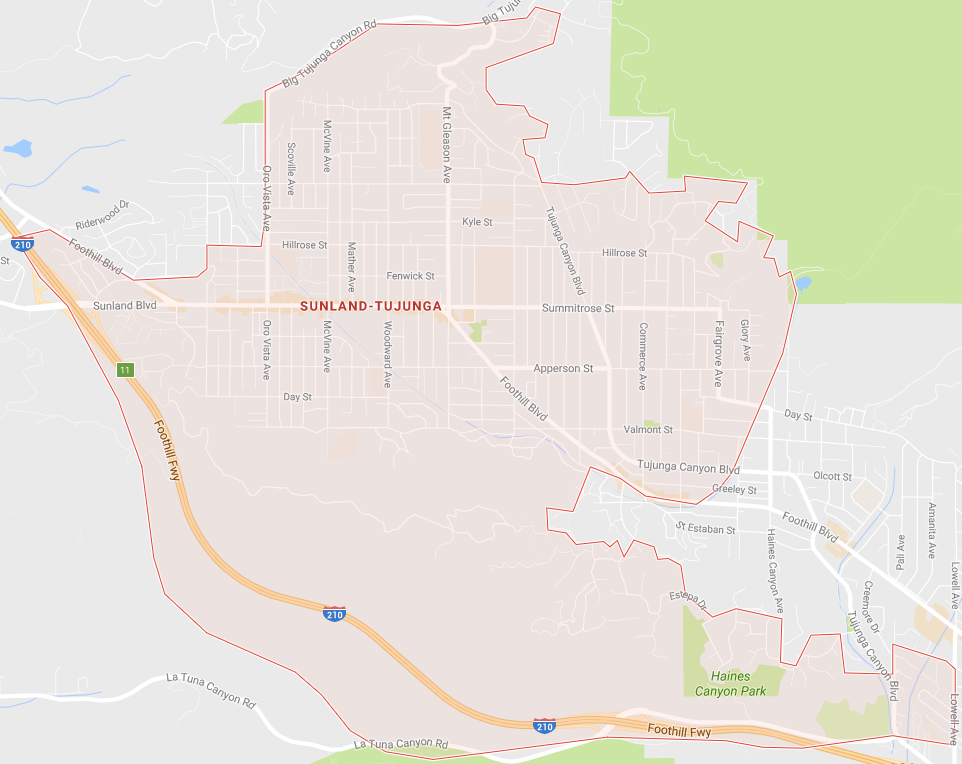 Big Tuju
Big Tujunga Canyon Rd
McVine Ave
Mt Gleason Ave
Scoville Ave
Oro Vista Ave
Riderwood Dr
Kyle St
Tujunga Canyon Blvd
210
Foothill Blvd
St
Hillrose St
Mather Ave
Hillrose St
Fenwick St
Sunland Blvd
SUNLAND-TUJUNGA
Summitrose St
Oro Vista Ave
McVine Ave
Woodward Ave
Commerce Ave
Fairgrove Ave
Glory Ave
11
Apperson St
Day St
Foothill Blvd
Day St
Valmont St
Foothill Fwy
Tujunga Canyon Blvd
Olcott St
Greeley St
St Estaban St
Foothill Blvd
Amanita Ave
Pali Ave
Haines Canyon Ave
Lowell Ave
Estepa Dr
Creemore Dr
210
Tujunga Canyon Blvd
Haines
Canyon Park
La Tuna Canyon Rd
210
Foothill Fwy
Lowell Ave
La Tuna Canyon Rd